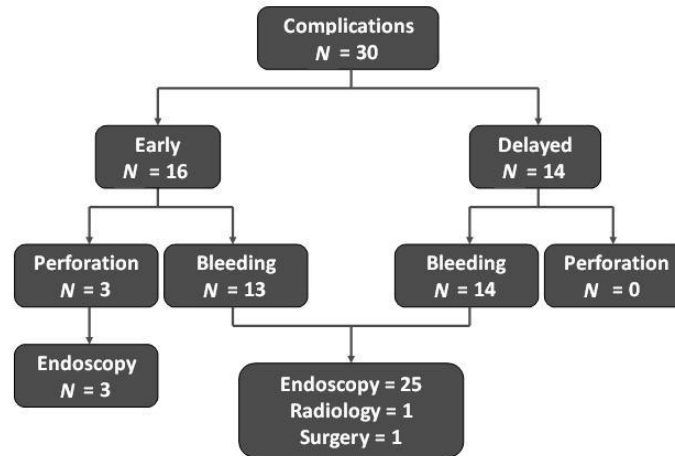 Complications
N = 30
Early
N = 16
Delayed
N = 14
Perforation
N = 3
Bleeding
N = 13
Bleeding
N = 14
Perforation
N = 0
Endoscopy
N = 3
Endoscopy = 25
Radiology = 1
Surgery = 1